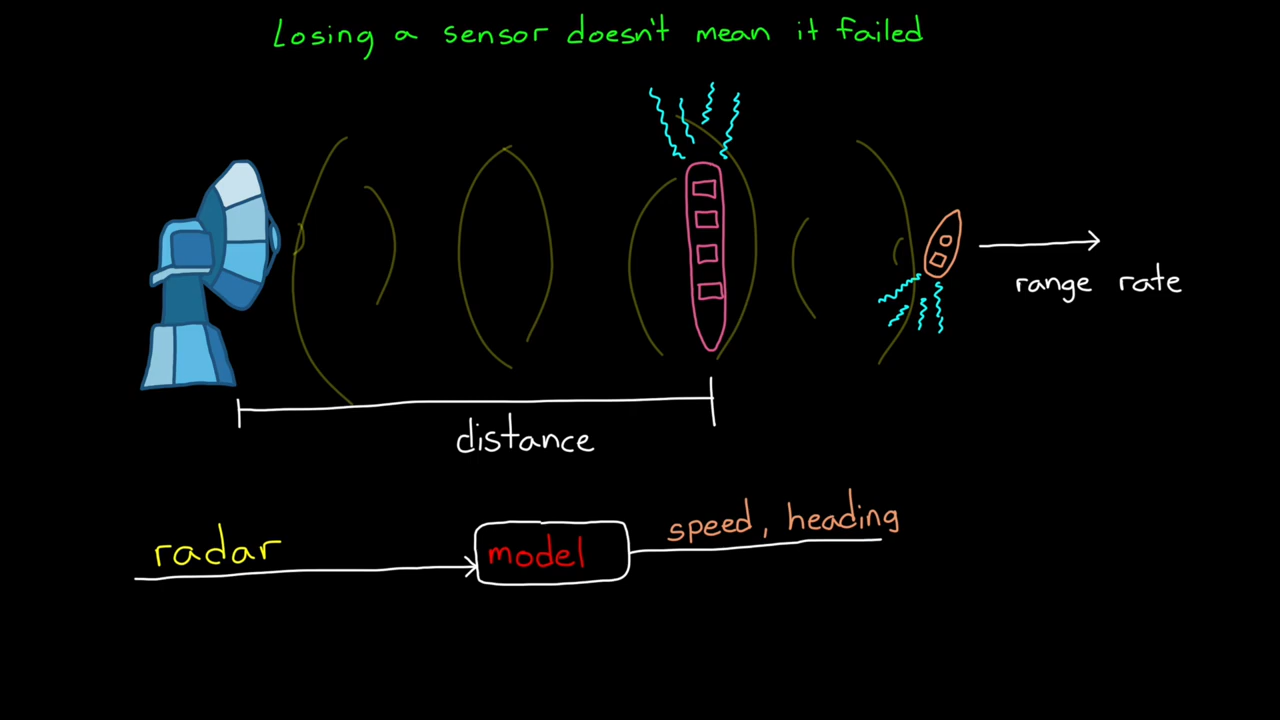 Losing a sensor doesn't mean it failed
range rate
distance
radar
model
speed, heading